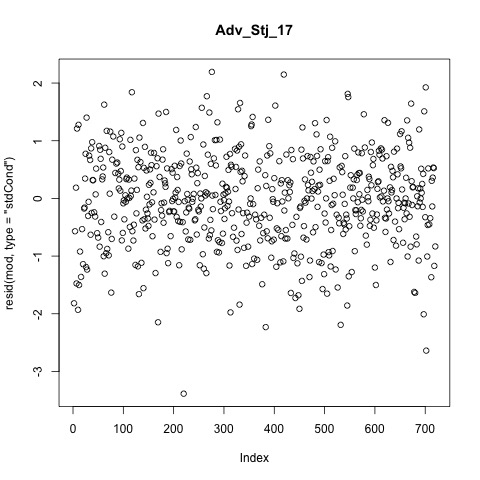 Adv_Stj_17
resid(mod, type = "stdCond")
2
1
0
-1
-2
-3
0 100 200 300 400 500 600 700
Index